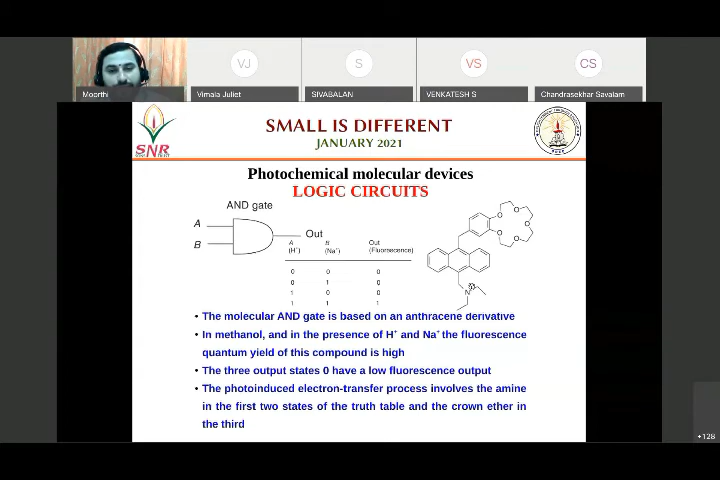 VJ
S
VS
CS
Moorthi
Vimala Juliet
SIVABALAN
VENKATESH S
Chandrasekhar Savalam
SNR
SMALL IS DIFFERENT
JANUARY 2021
Photochemical molecular devices
LOGIC CIRCUITS
AND gate
A
B
Out
A B Out
(H⁺) (Na⁺) (Fluorescence)
0 0 0
0 1 0
1 0 0
1 1 1
O
O O
O O
N
• The molecular AND gate is based on an anthracene derivative
• In methanol, and in the presence of H⁺ and Na⁺ the fluorescence
quantum yield of this compound is high
• The three output states 0 have a low fluorescence output
• The photoinduced electron-transfer process involves the amine
in the first two states of the truth table and the crown ether in
the third
+128